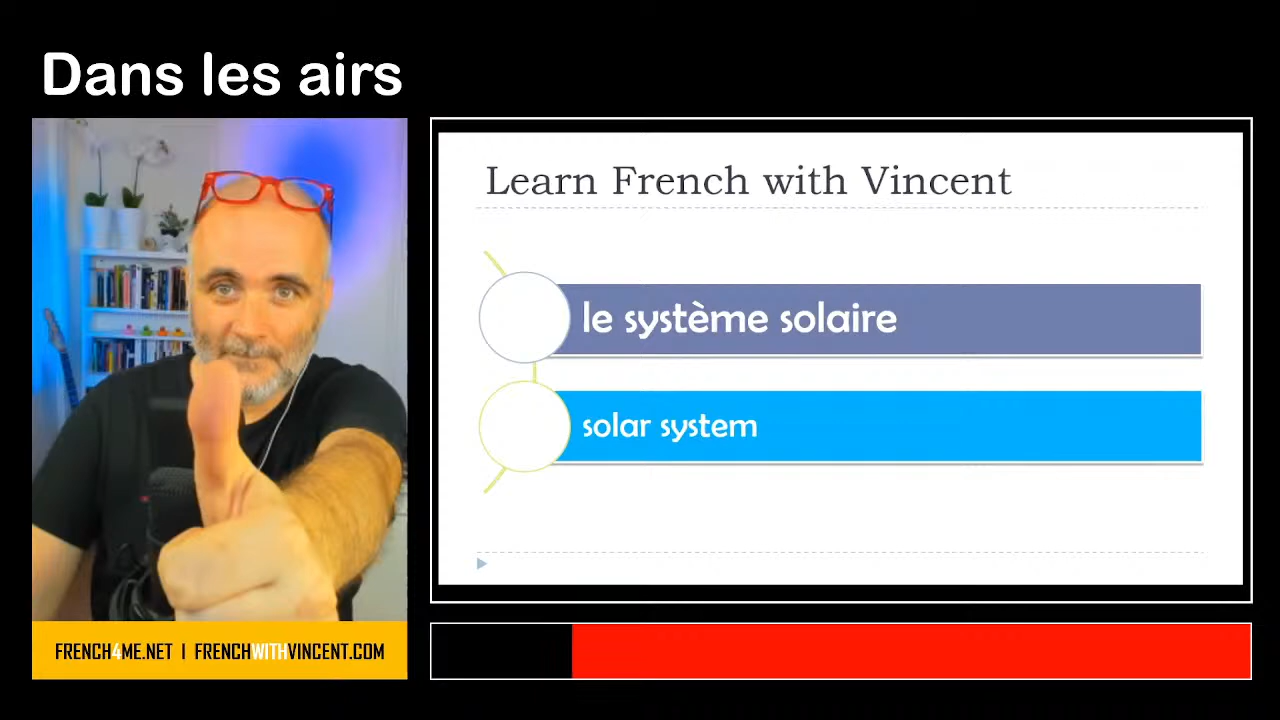 Dans les airs
Learn French with Vincent
le système solaire
solar system
FRENCH4ME.NET | FRENCHWITHVINCENT.COM